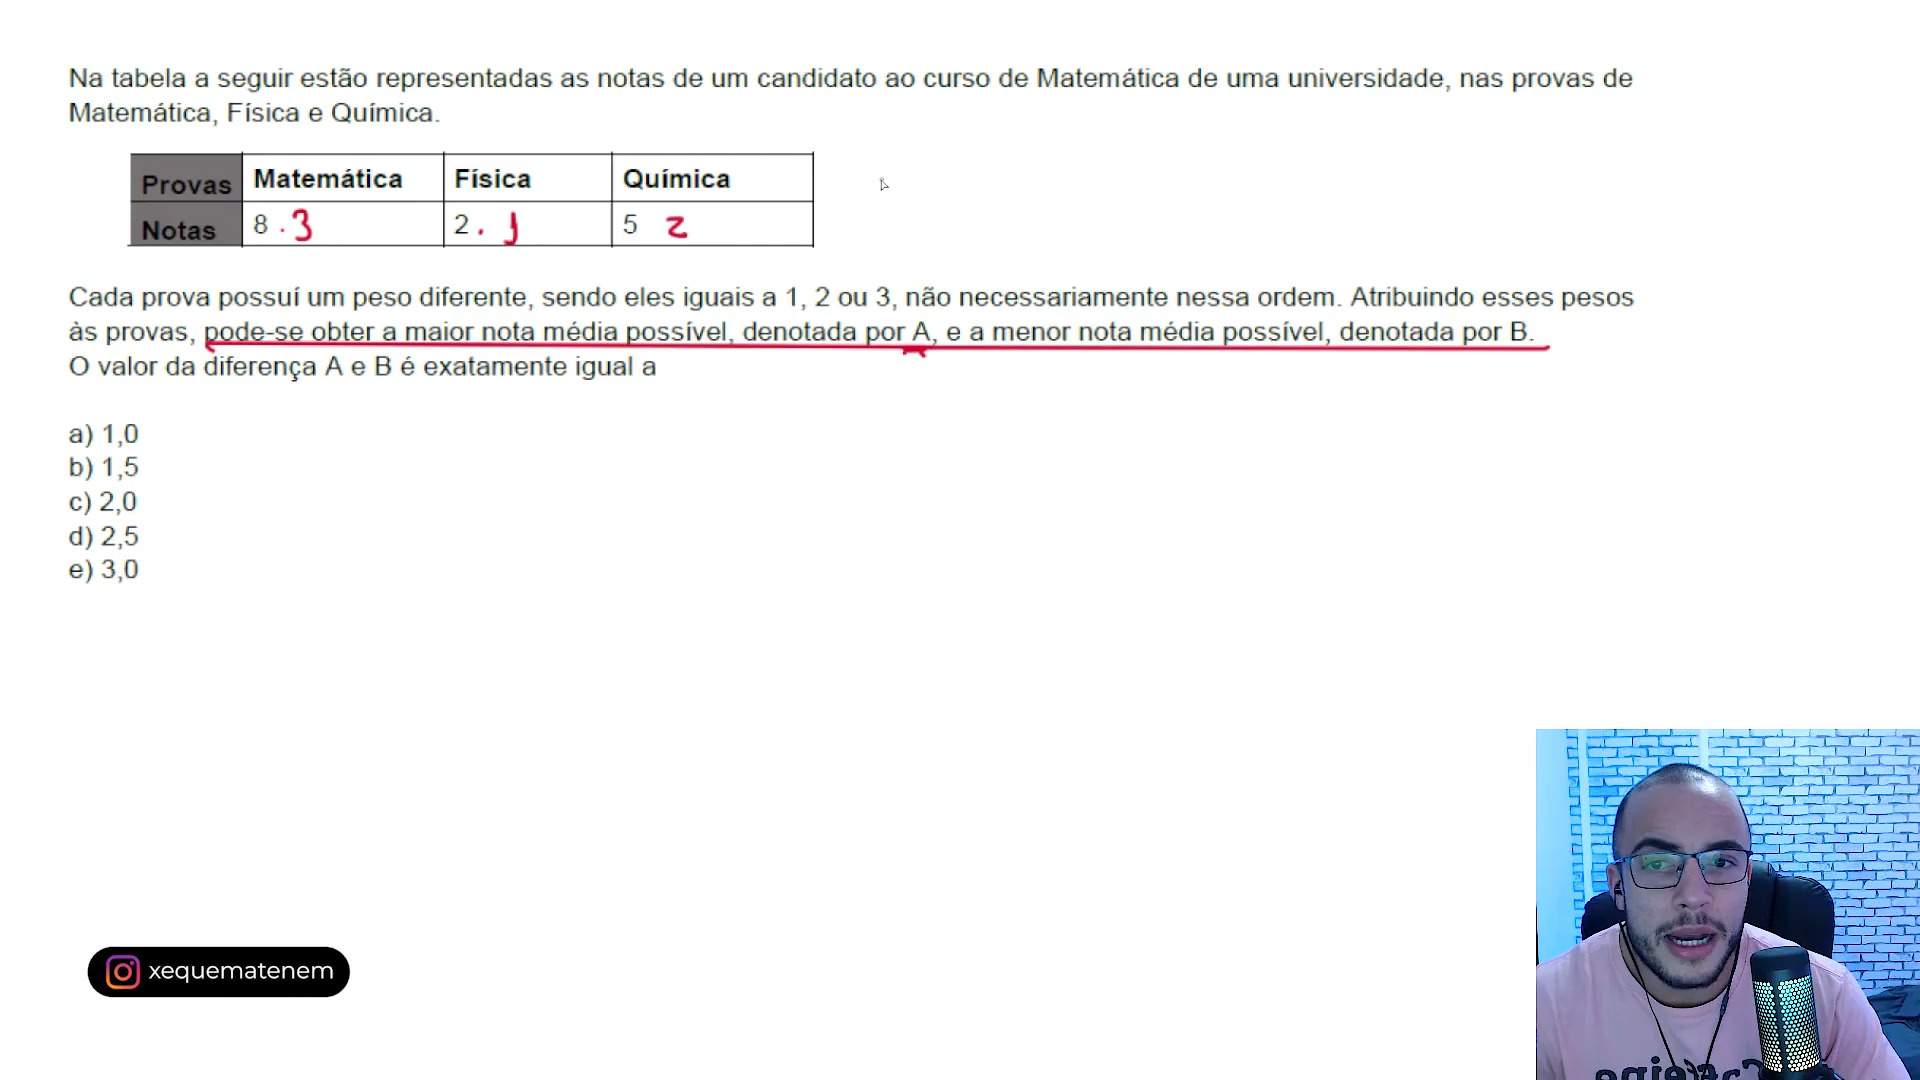 Na tabela a seguir estão representadas as notas de um candidato ao curso de Matemática de uma universidade, nas provas de
Matemática, Física e Química.
Provas Matemática Física Química
Notas 8 . 3 2 . 1 5 2
Cada prova possuí um peso diferente, sendo eles iguais a 1, 2 ou 3, não necessariamente nessa ordem. Atribuindo esses pesos
às provas, pode-se obter a maior nota média possível, denotada por A, e a menor nota média possível, denotada por B.
O valor da diferença A e B é exatamente igual a
a) 1,0
b) 1,5
c) 2,0
d) 2,5
e) 3,0
xequematenem